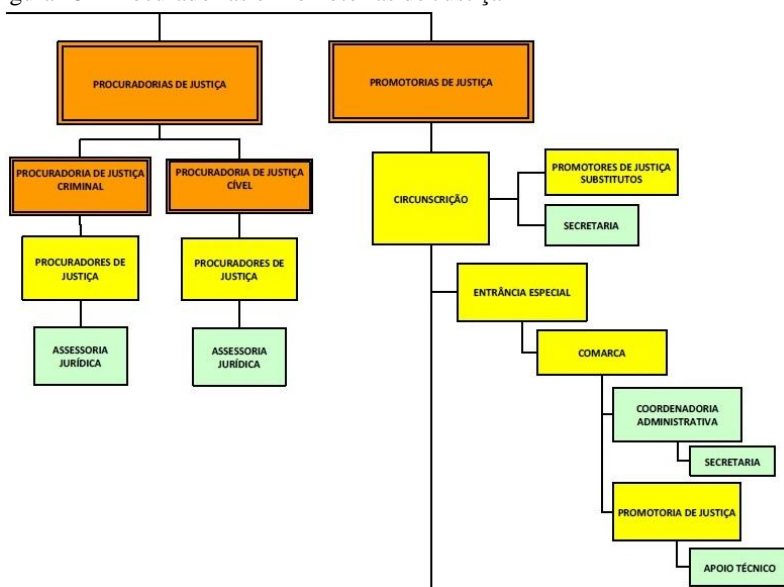 PROCURADORIAS DE JUSTIÇA
PROMOTORIAS DE JUSTIÇA
PROCURADORIA DE JUSTIÇA
CRIMINAL
PROCURADORIA DE JUSTIÇA
CÍVEL
CIRCUNSCRIÇÃO
PROMOTORES DE JUSTIÇA
SUBSTITUTOS
SECRETARIA
PROCURADORES DE
JUSTIÇA
PROCURADORES DE
JUSTIÇA
ENTRÂNCIA ESPECIAL
ASSESSORIA
JURÍDICA
ASSESSORIA
JURÍDICA
COMARCA
COORDENADORIA
ADMINISTRATIVA
SECRETARIA
PROMOTORIA DE JUSTIÇA
APOIO TÉCNICO